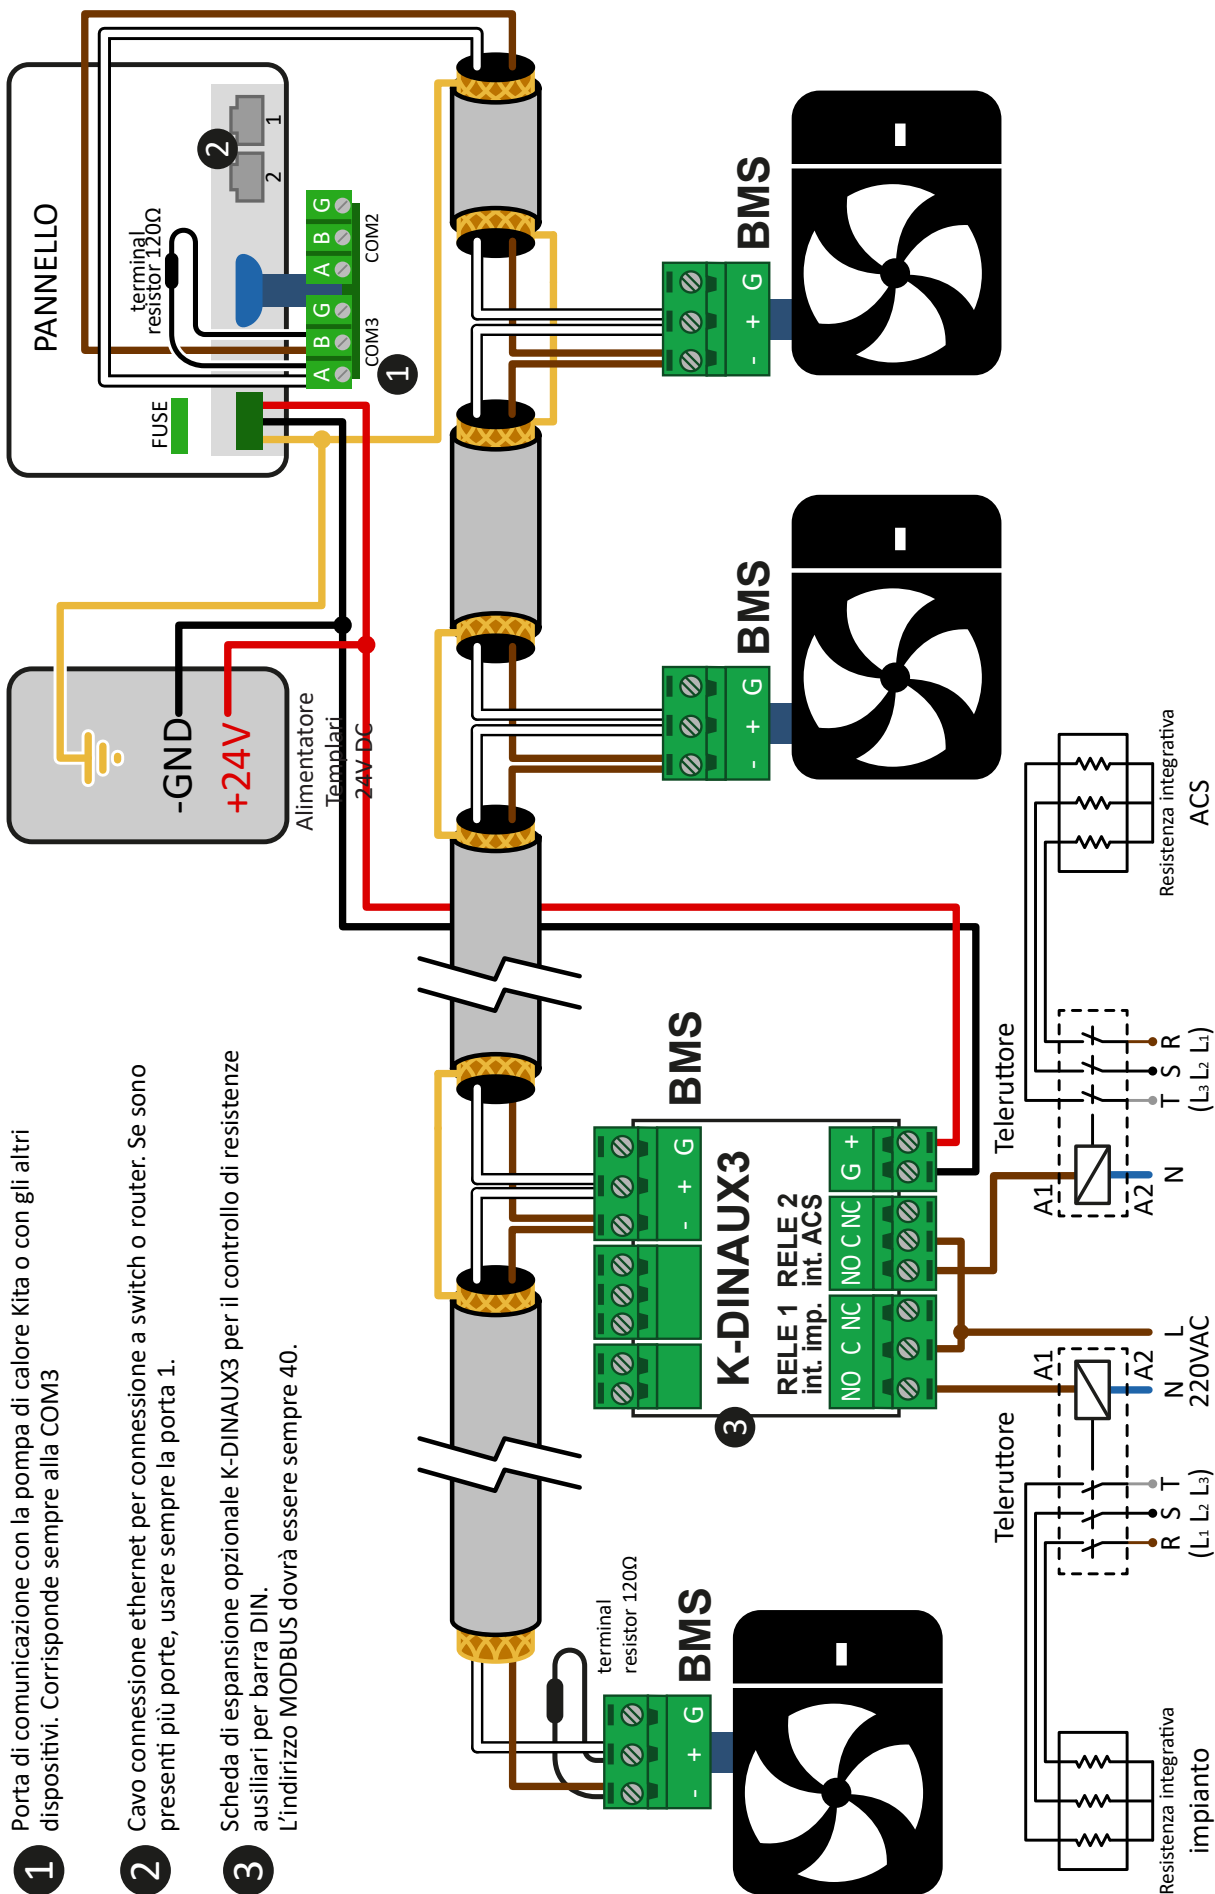 1
Porta di comunicazione con la pompa di calore Kita o con gli altri
dispositivi. Corrisponde sempre alla COM3
2
Cavo connessione ethernet per connessione a switch o router. Se sono
presenti più porte, usare sempre la porta 1.
3
Scheda di espansione opzionale K-DINAUX3 per il controllo di resistenze
ausiliari per barra DIN.
L'indirizzo MODBUS dovrà essere sempre 40.
-GND
+24V
Alimentatore
Templari
24V DC
PANNELLO
FUSE
terminal
resistor 120Ω
2
2 1
A B G A B G
COM3 COM2
1
terminal
resistor 120Ω
BMS
- + G
BMS
- + G
BMS
- + G
BMS
- + G
3
K-DINAUX3
RELE 1 RELE 2
int. imp. int. ACS
NO C NC NO C NC G +
Teleruttore
A1
A2
R S T
(L1 L2 L3)
N L
220VAC
Teleruttore
A1
A2
N
T S R
(L3 L2 L1)
Resistenza integrativa
impianto
Resistenza integrativa
ACS